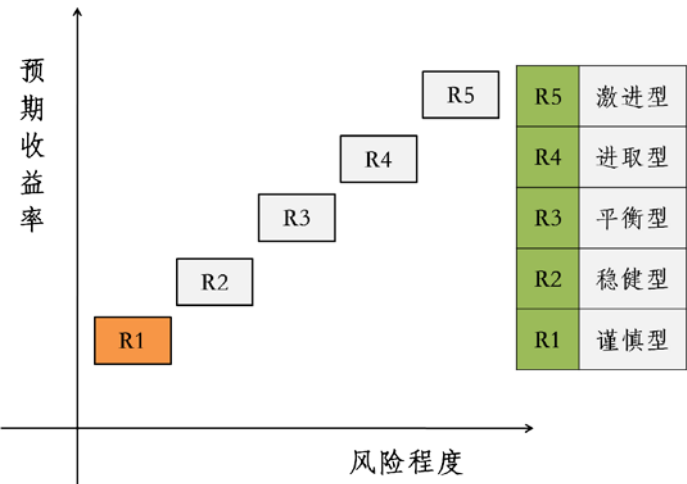 预期收益率
R5
R4
R3
R2
R1
风险程度
R5 激进型
R4 进取型
R3 平衡型
R2 稳健型
R1 谨慎型